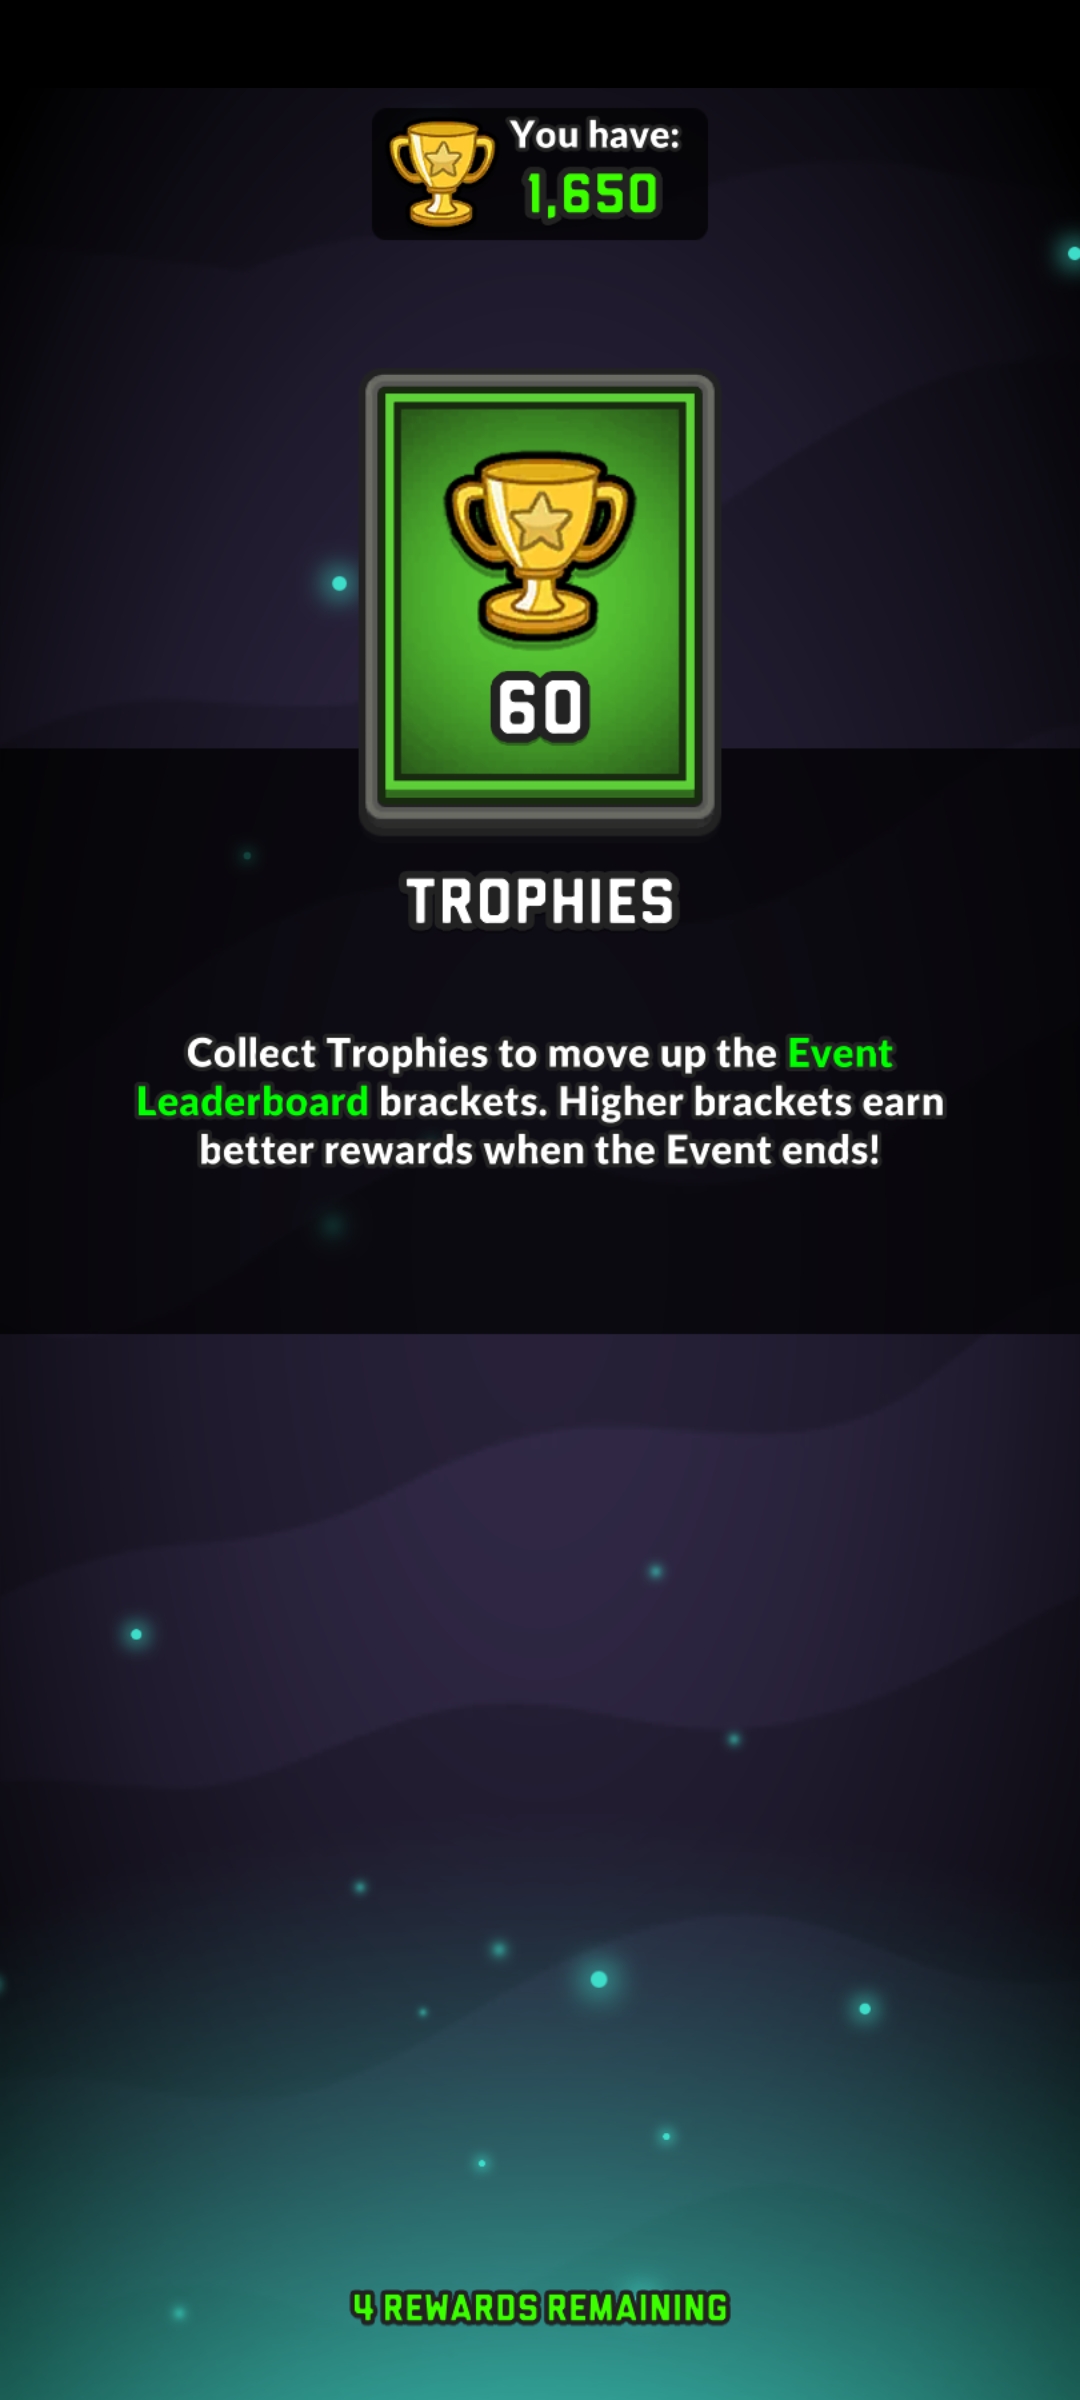 You have:
1,650
60
TROPHIES
Collect Trophies to move up the Event
Leaderboard brackets. Higher brackets earn
better rewards when the Event ends!
4 REWARDS REMAINING